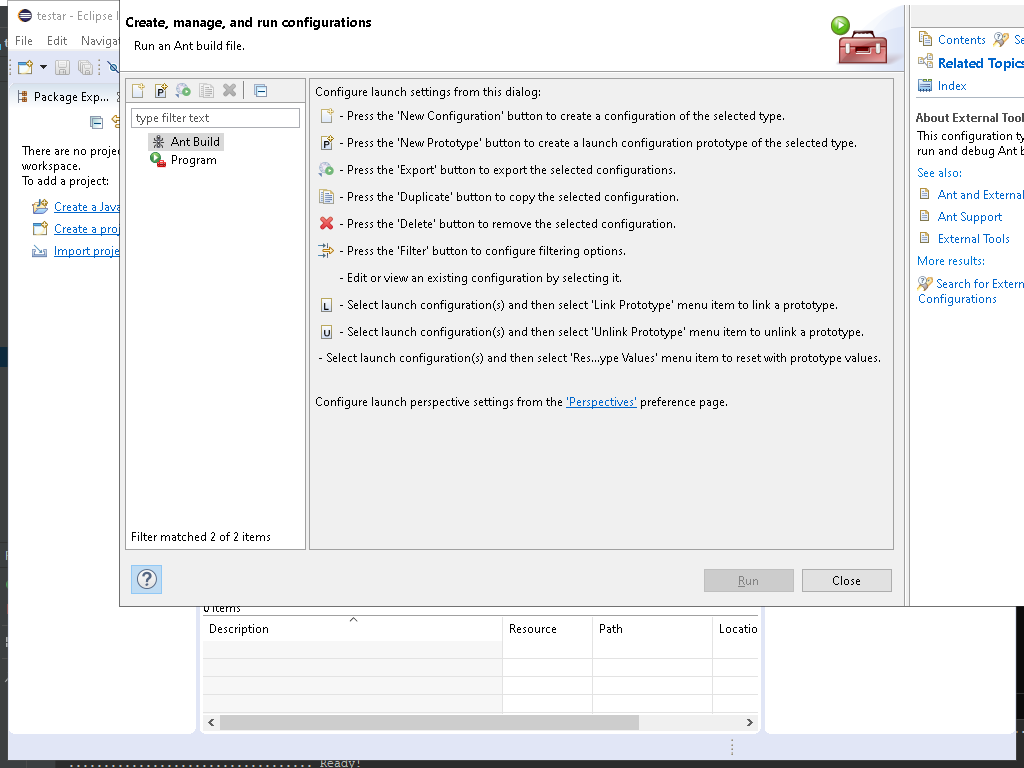 testar - Eclipse I
File Edit Navigat
Package Exp...
There are no proje
workspace.
To add a project:
Create a Java
Create a proj
Import proje
Create, manage, and run configurations
Run an Ant build file.
type filter text
Ant Build
Program
Filter matched 2 of 2 items
Configure launch settings from this dialog:
- Press the 'New Configuration' button to create a configuration of the selected type.
- Press the 'New Prototype' button to create a launch configuration prototype of the selected type.
- Press the 'Export' button to export the selected configurations.
- Press the 'Duplicate' button to copy the selected configuration.
- Press the 'Delete' button to remove the selected configuration.
- Press the 'Filter' button to configure filtering options.
- Edit or view an existing configuration by selecting it.
L - Select launch configuration(s) and then select 'Link Prototype' menu item to link a prototype.
U - Select launch configuration(s) and then select 'Unlink Prototype' menu item to unlink a prototype.
- Select launch configuration(s) and then select 'Res...ype Values' menu item to reset with prototype values.
Configure launch perspective settings from the 'Perspectives' preference page.
Run Close
Contents Se
Related Topics
Index
About External Tool
This configuration ty
run and debug Ant b
See also:
Ant and External
Ant Support
External Tools
More results:
Search for Extern
Configurations
0 items
Description Resource Path Locatio
Ready!